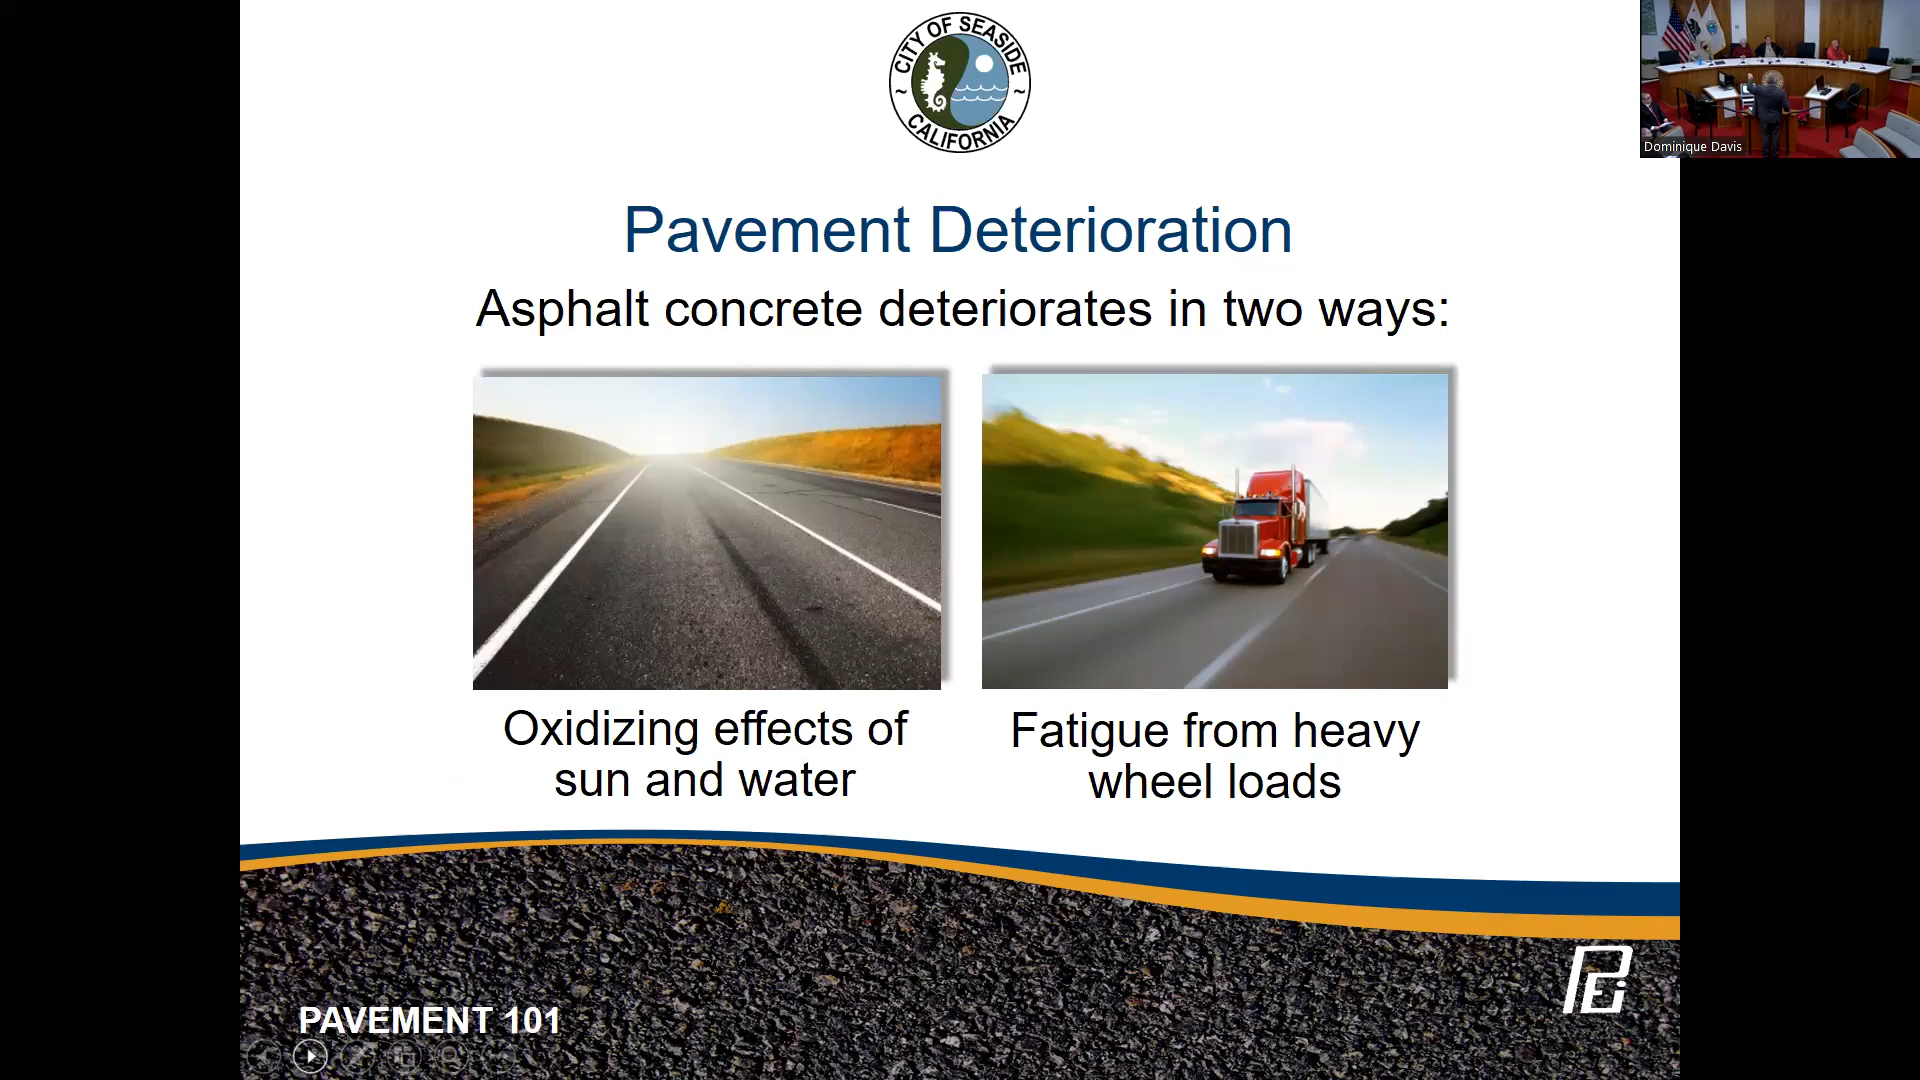 CITY OF SEASIDE
CALIFORNIA
Dominique Davis
Pavement Deterioration
Asphalt concrete deteriorates in two ways:
Oxidizing effects of
sun and water
Fatigue from heavy
wheel loads
PEi
PAVEMENT 101